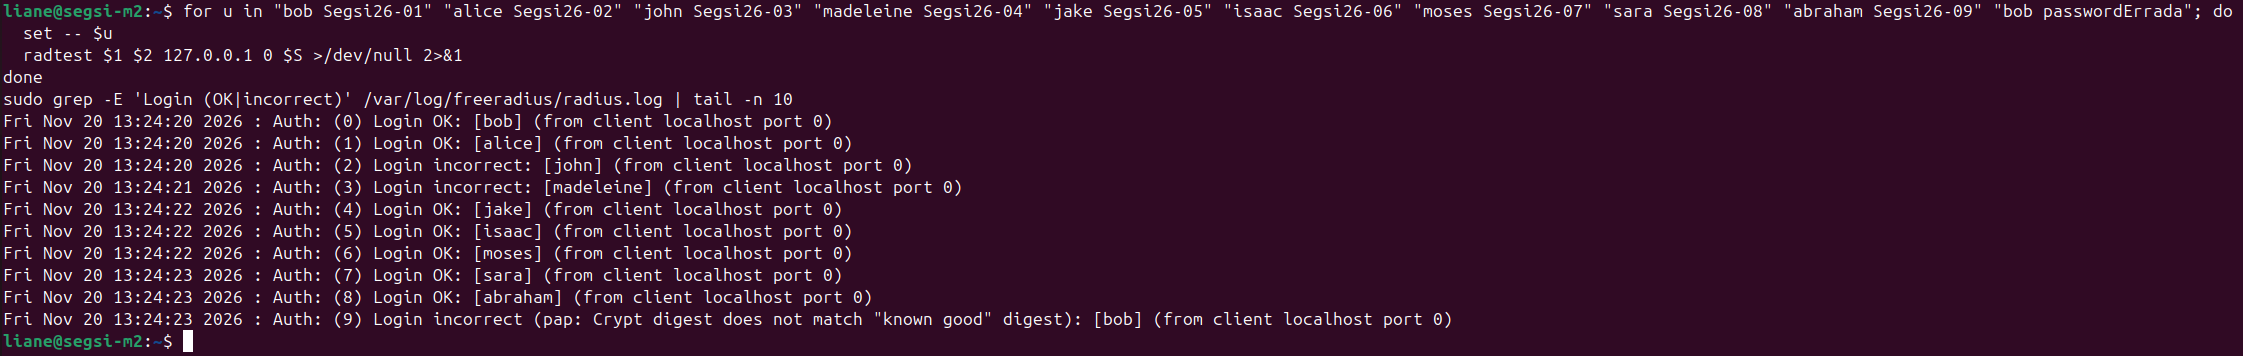 liane@segsi-m2:~$ for u in "bob Segsi26-01" "alice Segsi26-02" "john Segsi26-03" "madeleine Segsi26-04" "jake Segsi26-05" "isaac Segsi26-06" "moses Segsi26-07" "sara Segsi26-08" "abraham Segsi26-09" "bob passwordErrada"; do
  set -- $u
  radtest $1 $2 127.0.0.1 0 $S >/dev/null 2>&1
done
sudo grep -E 'Login (OK|incorrect)' /var/log/freeradius/radius.log | tail -n 10
Fri Nov 20 13:24:20 2026 : Auth: (0) Login OK: [bob] (from client localhost port 0)
Fri Nov 20 13:24:20 2026 : Auth: (1) Login OK: [alice] (from client localhost port 0)
Fri Nov 20 13:24:20 2026 : Auth: (2) Login incorrect: [john] (from client localhost port 0)
Fri Nov 20 13:24:21 2026 : Auth: (3) Login incorrect: [madeleine] (from client localhost port 0)
Fri Nov 20 13:24:22 2026 : Auth: (4) Login OK: [jake] (from client localhost port 0)
Fri Nov 20 13:24:22 2026 : Auth: (5) Login OK: [isaac] (from client localhost port 0)
Fri Nov 20 13:24:22 2026 : Auth: (6) Login OK: [moses] (from client localhost port 0)
Fri Nov 20 13:24:23 2026 : Auth: (7) Login OK: [sara] (from client localhost port 0)
Fri Nov 20 13:24:23 2026 : Auth: (8) Login OK: [abraham] (from client localhost port 0)
Fri Nov 20 13:24:23 2026 : Auth: (9) Login incorrect (pap: Crypt digest does not match "known good" digest): [bob] (from client localhost port 0)
liane@segsi-m2:~$